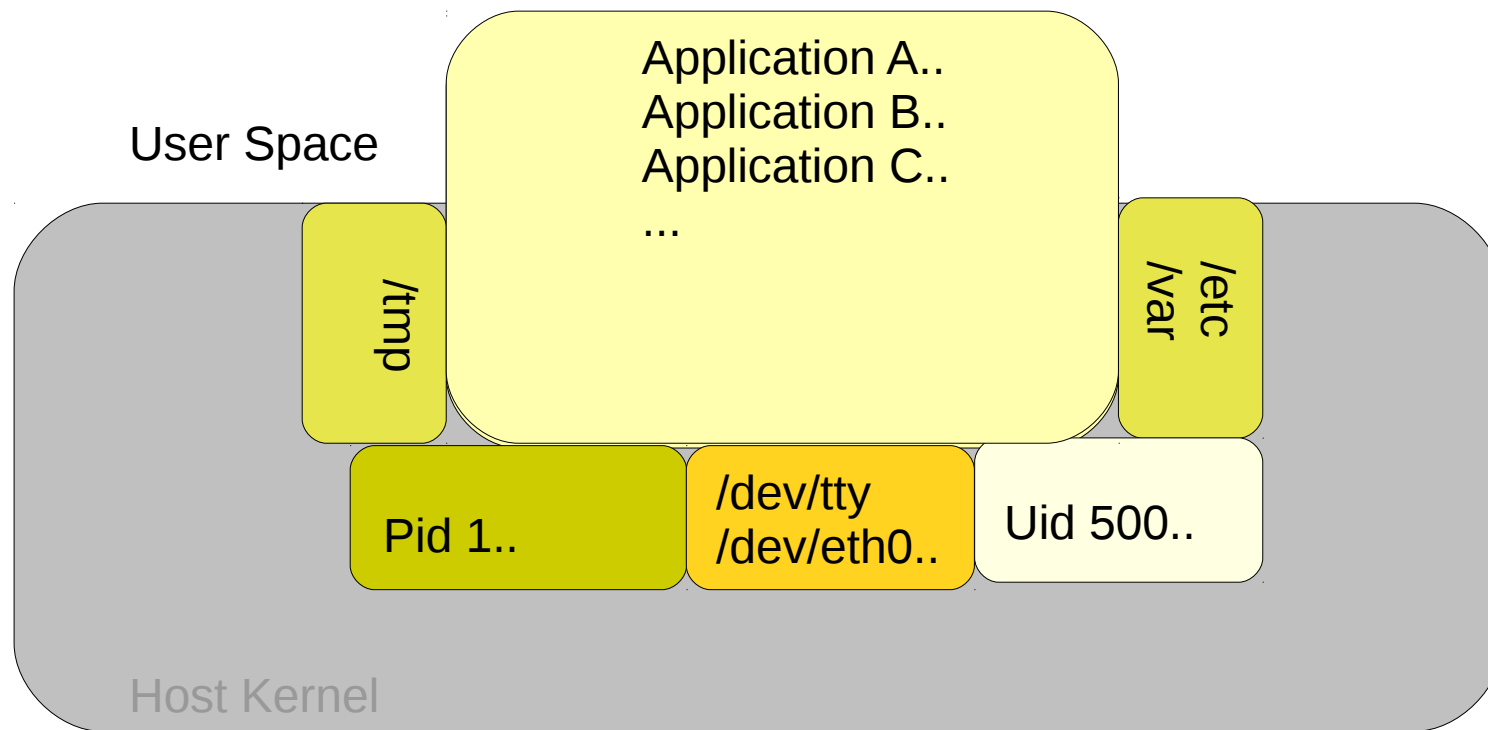 Application A..
Application B..
Application C..
...
User Space
/tmp
/etc
/var
Pid 1..
/dev/tty
/dev/eth0..
Uid 500..
Host Kernel